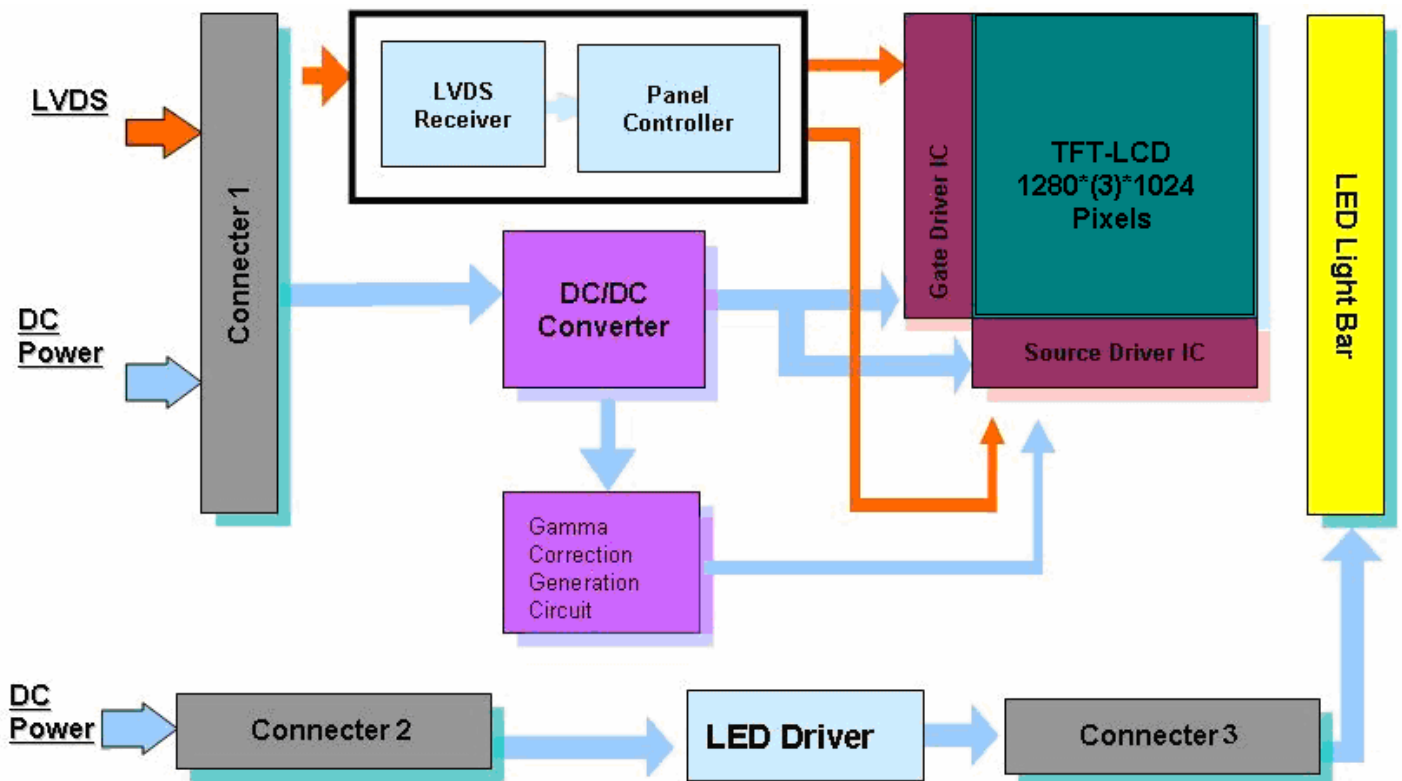 LVDS
Connecter 1
LVDS
Receiver
Panel
Controller
Gate Driver IC
TFT-LCD
1280*(3)*1024
Pixels
LED Light Bar
DC
Power
DC/DC
Converter
Source Driver IC
Gamma
Correction
Generation
Circuit
DC
Power
Connecter 2
LED Driver
Connecter 3